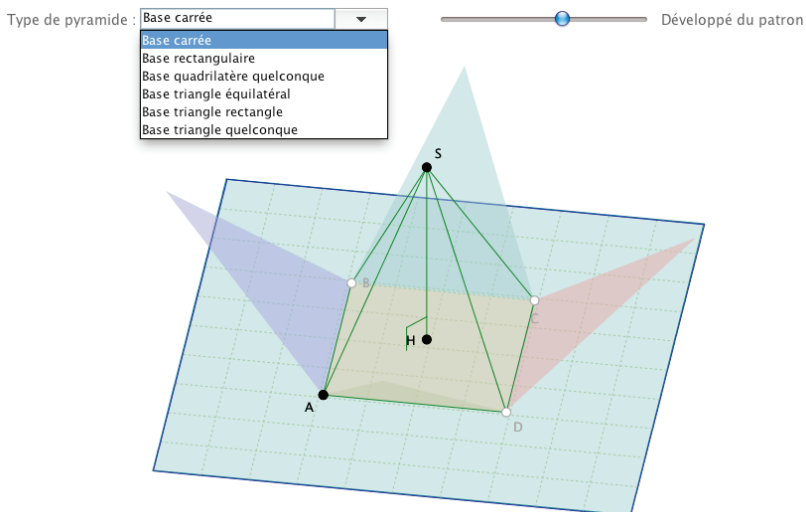 Type de pyramide : Base carrée
Développé du patron
Base carrée
Base rectangulaire
Base quadrilatère quelconque
Base triangle équilatéral
Base triangle rectangle
Base triangle quelconque
S
B
C
H
A
D